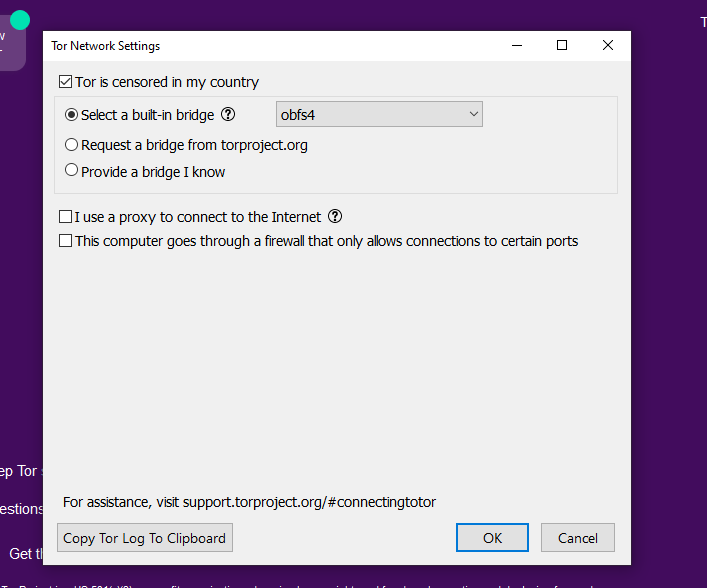 Tor Network Settings
Tor is censored in my country
Select a built-in bridge ?
obfs4
Request a bridge from torproject.org
Provide a bridge I know
I use a proxy to connect to the Internet ?
This computer goes through a firewall that only allows connections to certain ports
ep Tor
estions
Get th
For assistance, visit support.torproject.org/#connectingtotor
Copy Tor Log To Clipboard
OK
Cancel